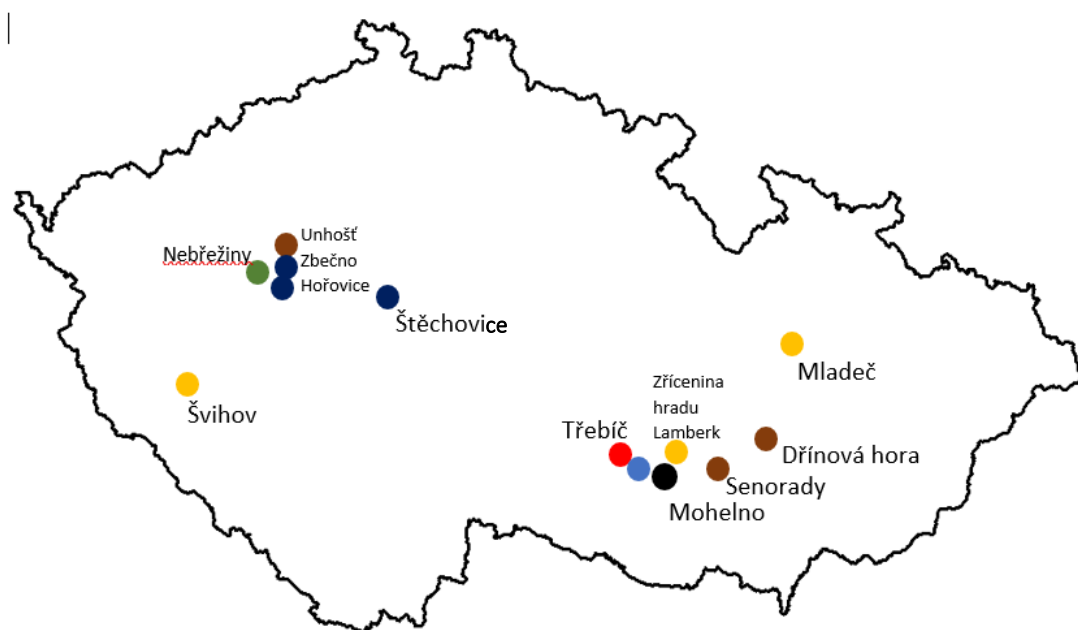 Unhošť
Nebřežiny
Zbečno
Hořovice
Štěchovice
Mladeč
Švihov
Zřícenina
hradu
Lamberk
Třebíč
Dřínová hora
Senorady
Mohelno